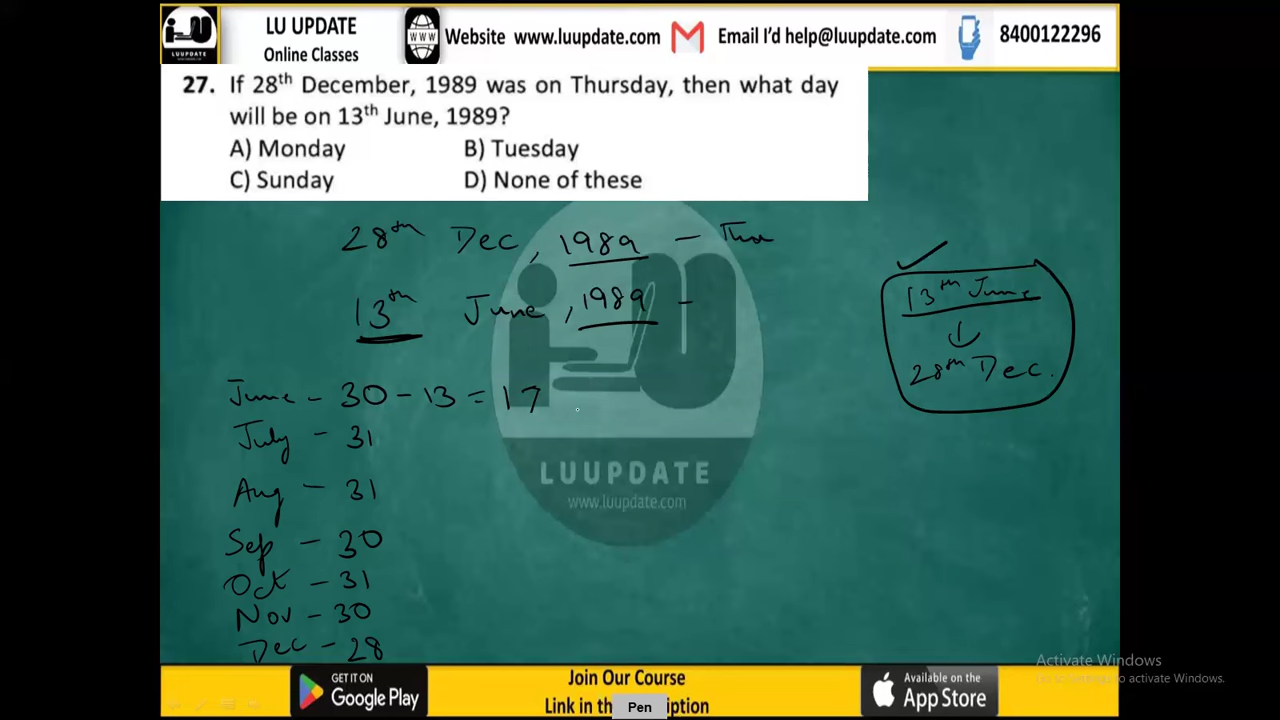 LU UPDATE
Online Classes
LUUPDATE
WWW
Website www.luupdate.com
Email I'd help@luupdate.com
8400122296
27. If 28th December, 1989 was on Thursday, then what day
will be on 13th June, 1989?
A) Monday B) Tuesday
C) Sunday D) None of these
28th Dec, 1989 -
13th June, 1989 -
13th June
28th Dec.
June - 30 - 13 = 17
July - 31
Aug - 31
Sep - 30
Oct - 31
Nov - 30
Dec - 28
LUUPDATE
www.luupdate.com
Activate Windows
GET IT ON
Google Play
Join Our Course
Link in th
Pen
Available on the
App Store